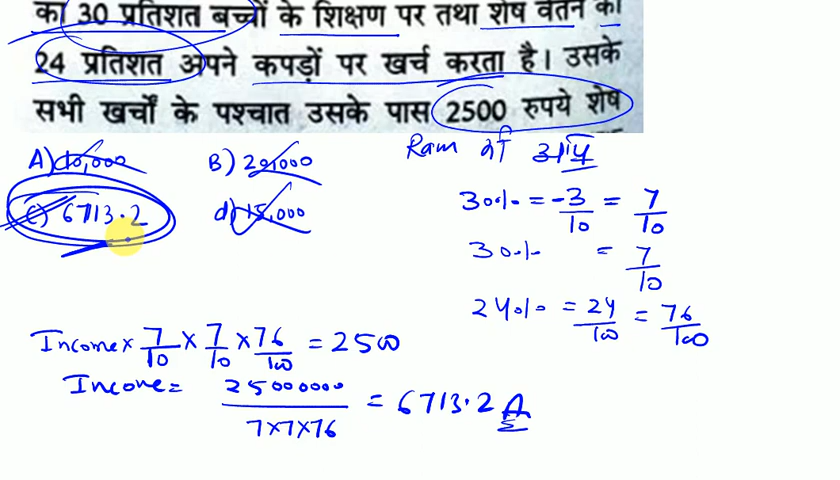 का 30 प्रतिशत बच्चों के शिक्षण पर तथा शेष वेतन का
24 प्रतिशत अपने कपड़ों पर खर्च करता है। उसके
सभी खर्चों के पश्चात उसके पास 2500 रुपये शेष
Ram की आय
A) 10,000 B) 20,000
c) 6713.2 d) 15,000
30% = -3/10 = 7/10
30% = 7/10
24% = 24/100 = 76/100
Income × 7/10 × 7/10 × 76/100 = 2500
Income = 25000000/7×7×76 = 6713.2 A